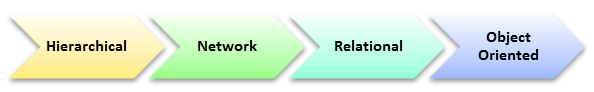 Hierarchical
Network
Relational
Object
Oriented